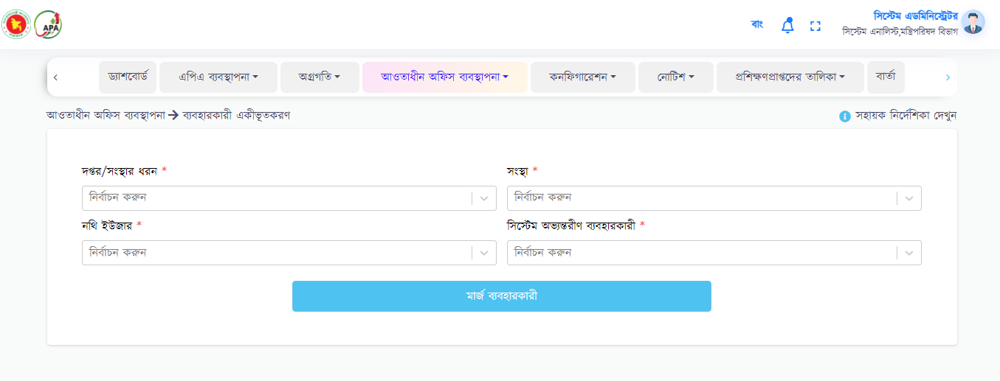 APA
বাং
সিস্টেম এডমিনিস্ট্রেটর
সিস্টেম এনালিস্ট,মন্ত্রিপরিষদ বিভাগ
ড্যাশবোর্ড
এপিএ ব্যবস্থাপনা
অগ্রগতি
আওতাধীন অফিস ব্যবস্থাপনা
কনফিগারেশন
নোটিশ
প্রশিক্ষণপ্রাপ্তদের তালিকা
বার্তা
আওতাধীন অফিস ব্যবস্থাপনা → ব্যবহারকারী একীভূতকরণ
সহায়ক নির্দেশিকা দেখুন
দপ্তর/সংস্থার ধরন *
সংস্থা *
নির্বাচন করুন
নির্বাচন করুন
নথি ইউজার *
সিস্টেম অভ্যন্তরীণ ব্যবহারকারী *
নির্বাচন করুন
নির্বাচন করুন
মার্জ ব্যবহারকারী